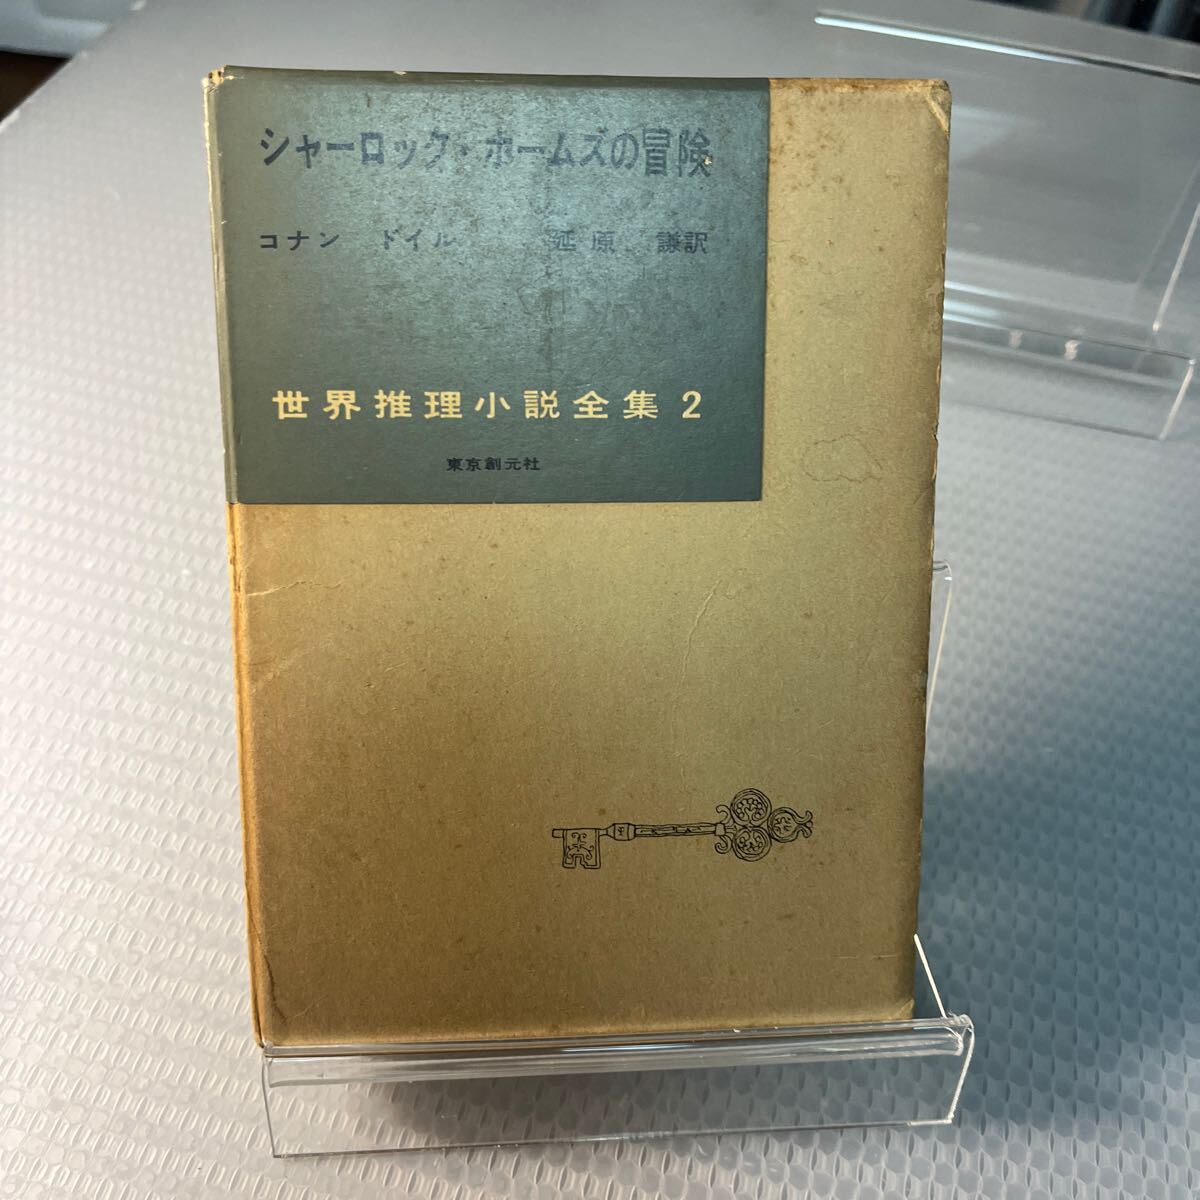 シャーロック・ホームズの冒険
コナン ドイル 延原 謙訳
世界推理小説全集 2
東京創元社